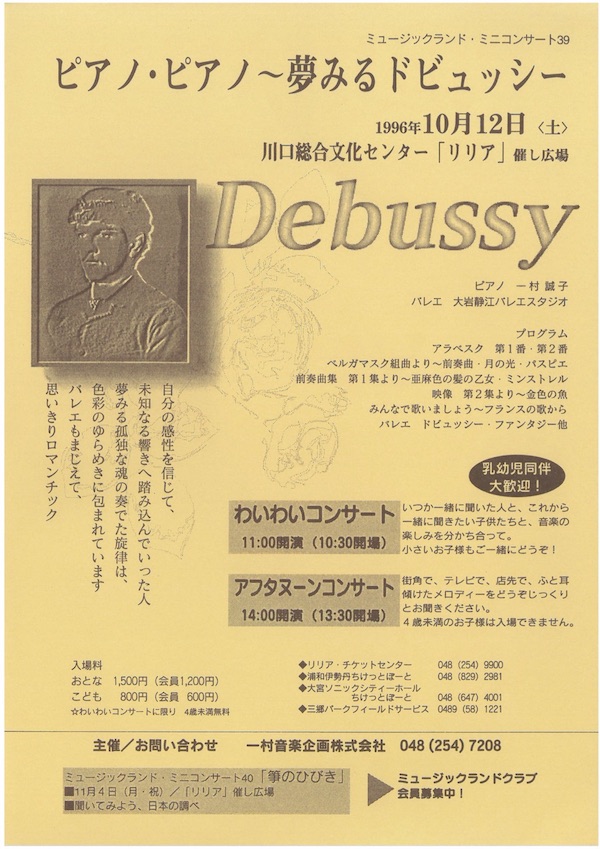 ミュージックランド・ミニコンサート39
ピアノ・ピアノ～夢みるドビュッシー
1996年10月12日〈土〉
川口総合文化センター「リリア」催し広場
Debussy
ピアノ 一村誠子
バレエ 大岩静江バレエスタジオ
プログラム
アラベスク 第1番・第2番
ベルガマスク組曲より～前奏曲・月の光・パスピエ
前奏曲集 第1集より～亜麻色の髪の乙女・ミンストレル
映像 第2集より～金色の魚
みんなで歌いましょう～フランスの歌から
バレエ ドビュッシー・ファンタジー他
自分の感性を信じて、
未知なる響きへ踏み込んでいった人
夢みる孤独な魂の奏でた旋律は、
色彩のゆらめきに包まれています
バレエもまじえて、
思いきりロマンチック
乳幼児同伴
大歓迎！
わいわいコンサート
11:00開演（10:30開場）
いつか一緒に聞いた人と、これから
一緒に聞きたい子供たちと、音楽の
楽しみを分かち合って。
小さいお子様もご一緒にどうぞ！
アフタヌーンコンサート
14:00開演（13:30開場）
街角で、テレビで、店先で、ふと耳
傾けたメロディーをどうぞじっくり
とお聞きください。
４歳未満のお子様は入場できません。
入場料
おとな 1,500円（会員1,200円）
こども 800円（会員 600円）
☆わいわいコンサートに限り 4歳未満無料
◆リリア・チケットセンター 048（254）9900
◆浦和伊勢丹ちけっとぽーと 048（829）2981
◆大宮ソニックシティーホール
ちけっとぽーと 048（647）4001
◆三郷パークフィールドサービス 0489（58）1221
主催／お問い合わせ 一村音楽企画株式会社 048（254）7208
ミュージックランド・ミニコンサート40「箏のひびき」
■11月４日（月・祝）／「リリア」催し広場
■聞いてみよう、日本の調べ
ミュージックランドクラブ
会員募集中！